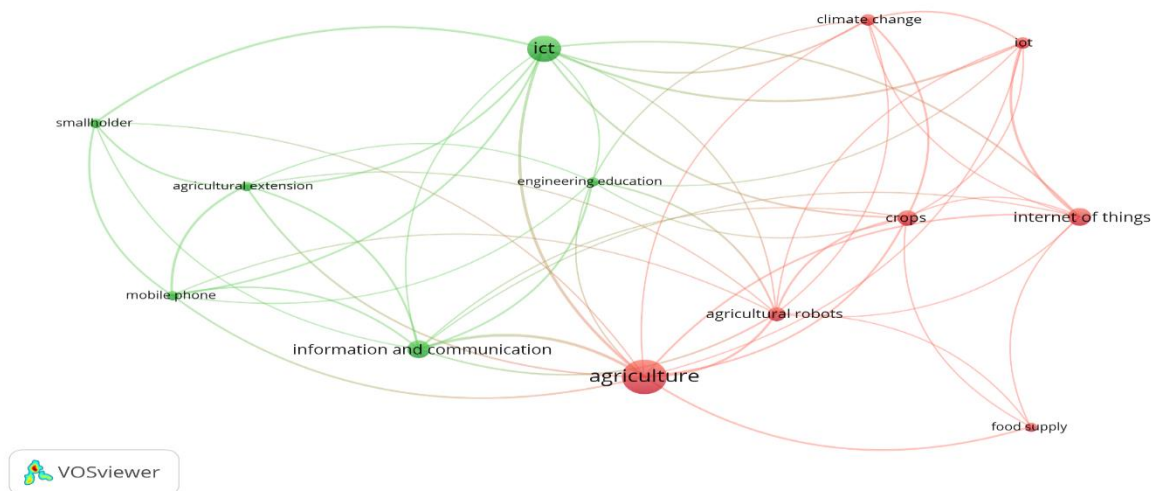 climate change
ict
iot
smallholder
agricultural extension
engineering education
crops
internet of things
mobile phone
agricultural robots
information and communication
agriculture
food supply
VOSviewer